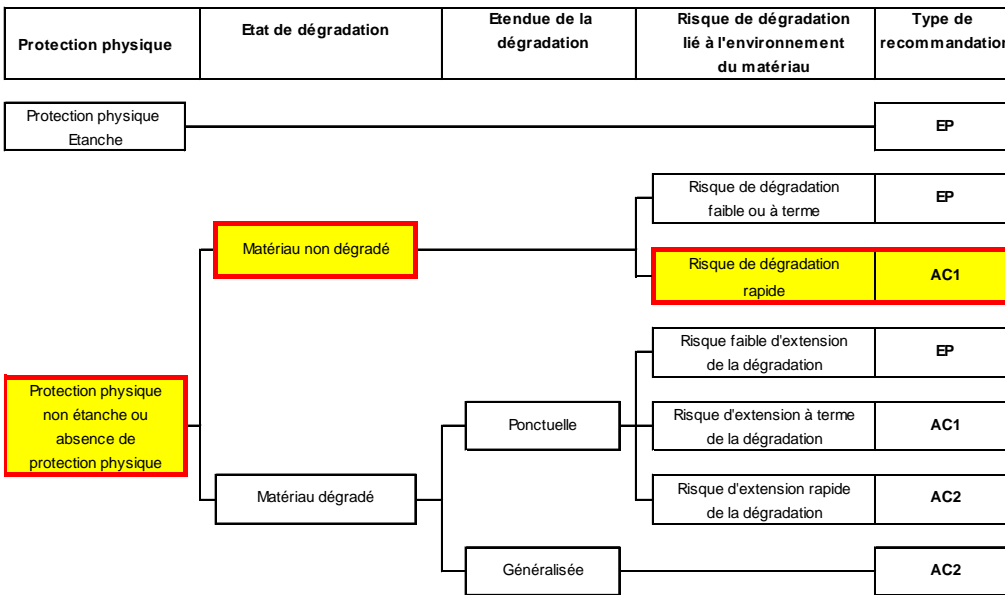 Protection physique
Etat de dégradation
Etendue de la
dégradation
Risque de dégradation
lié à l'environnement
du matériau
Type de
recommandation
Protection physique
Etanche
EP
Risque de dégradation
faible ou à terme
EP
Matériau non dégradé
Risque de dégradation
rapide
AC1
Risque faible d'extension
de la dégradation
EP
Protection physique
non étanche ou
absence de
protection physique
Ponctuelle
Risque d'extension à terme
de la dégradation
AC1
Matériau dégradé
Risque d'extension rapide
de la dégradation
AC2
Généralisée
AC2